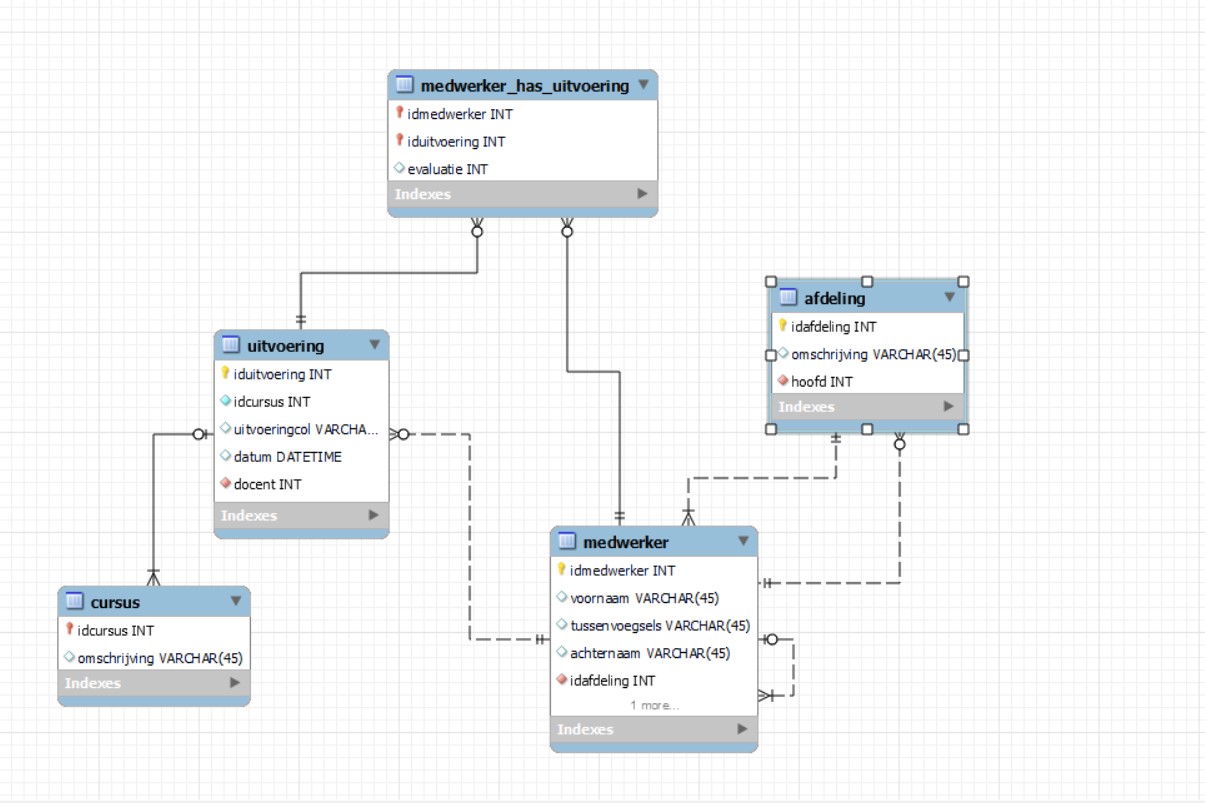 medwerker_has_uitvoering
idmedwerker INT
iduitvoering INT
evaluatie INT
Indexes
afdeling
idafdeling INT
omschrijving VARCHAR(45)
hoofd INT
Indexes
uitvoering
iduitvoering INT
idcursus INT
uitvoeringcol VARCHA...
datum DATETIME
docent INT
Indexes
medwerker
idmedwerker INT
voornaam VARCHAR(45)
tussenvoegsels VARCHAR(45)
achternaam VARCHAR(45)
idafdeling INT
1 more...
Indexes
cursus
idcursus INT
omschrijving VARCHAR(45)
Indexes